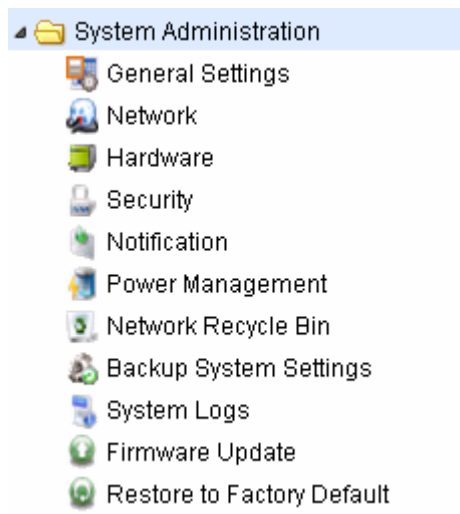 System Administration
General Settings
Network
Hardware
Security
Notification
Power Management
Network Recycle Bin
Backup System Settings
System Logs
Firmware Update
Restore to Factory Default